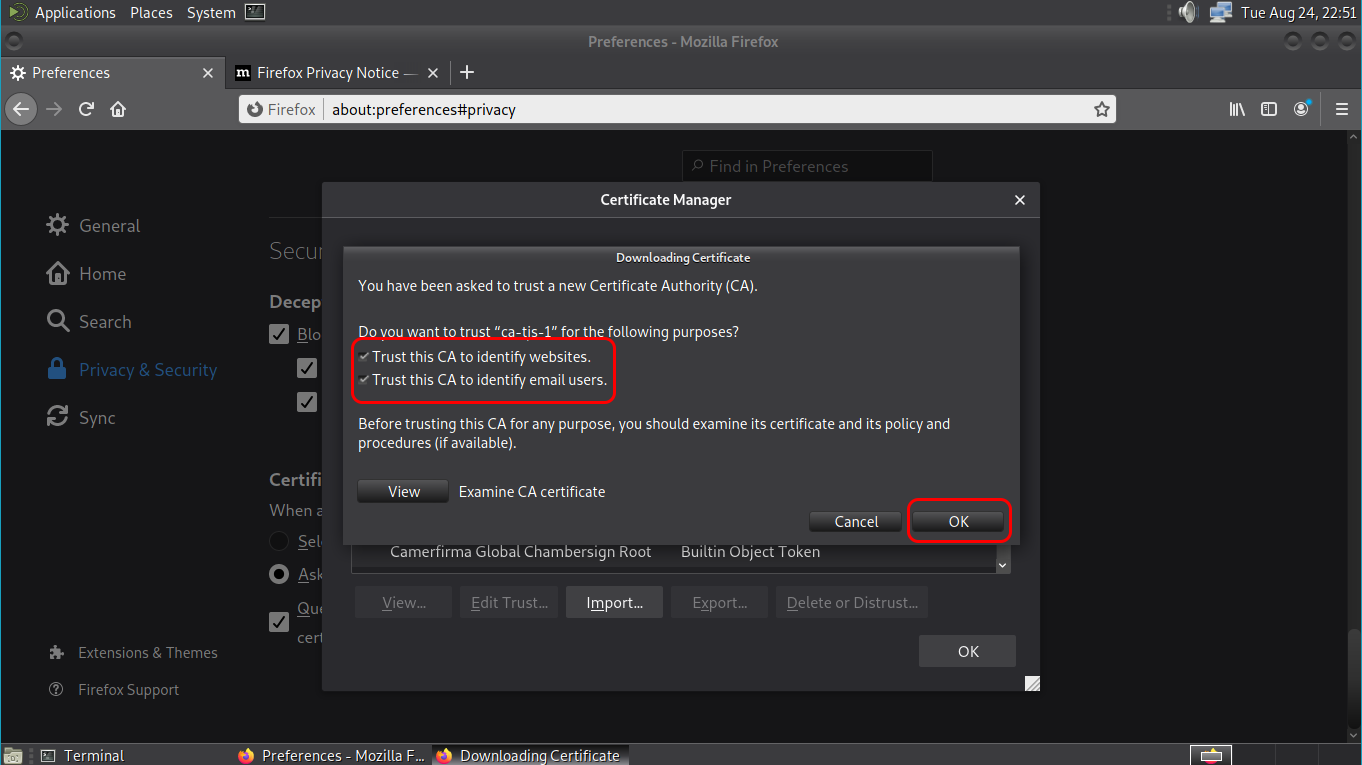 Applications Places System
Tue Aug 24, 22:51
Preferences - Mozilla Firefox
Preferences
m Firefox Privacy Notice —
Firefox about:preferences#privacy
Find in Preferences
Certificate Manager
General
Secur
Downloading Certificate
You have been asked to trust a new Certificate Authority (CA).
Home
Decep
Search
Blo
Do you want to trust “ca-tjs-1” for the following purposes?
Trust this CA to identify websites.
Privacy & Security
Trust this CA to identify email users.
Sync
Before trusting this CA for any purpose, you should examine its certificate and its policy and
procedures (if available).
Certifi
View Examine CA certificate
When a
Cancel OK
Sele
Camerfirma Global Chambersign Root Builtin Object Token
Ask
View... Edit Trust... Import... Export... Delete or Distrust...
Que
cert
Extensions & Themes
OK
Firefox Support
Terminal Preferences - Mozilla F... Downloading Certificate